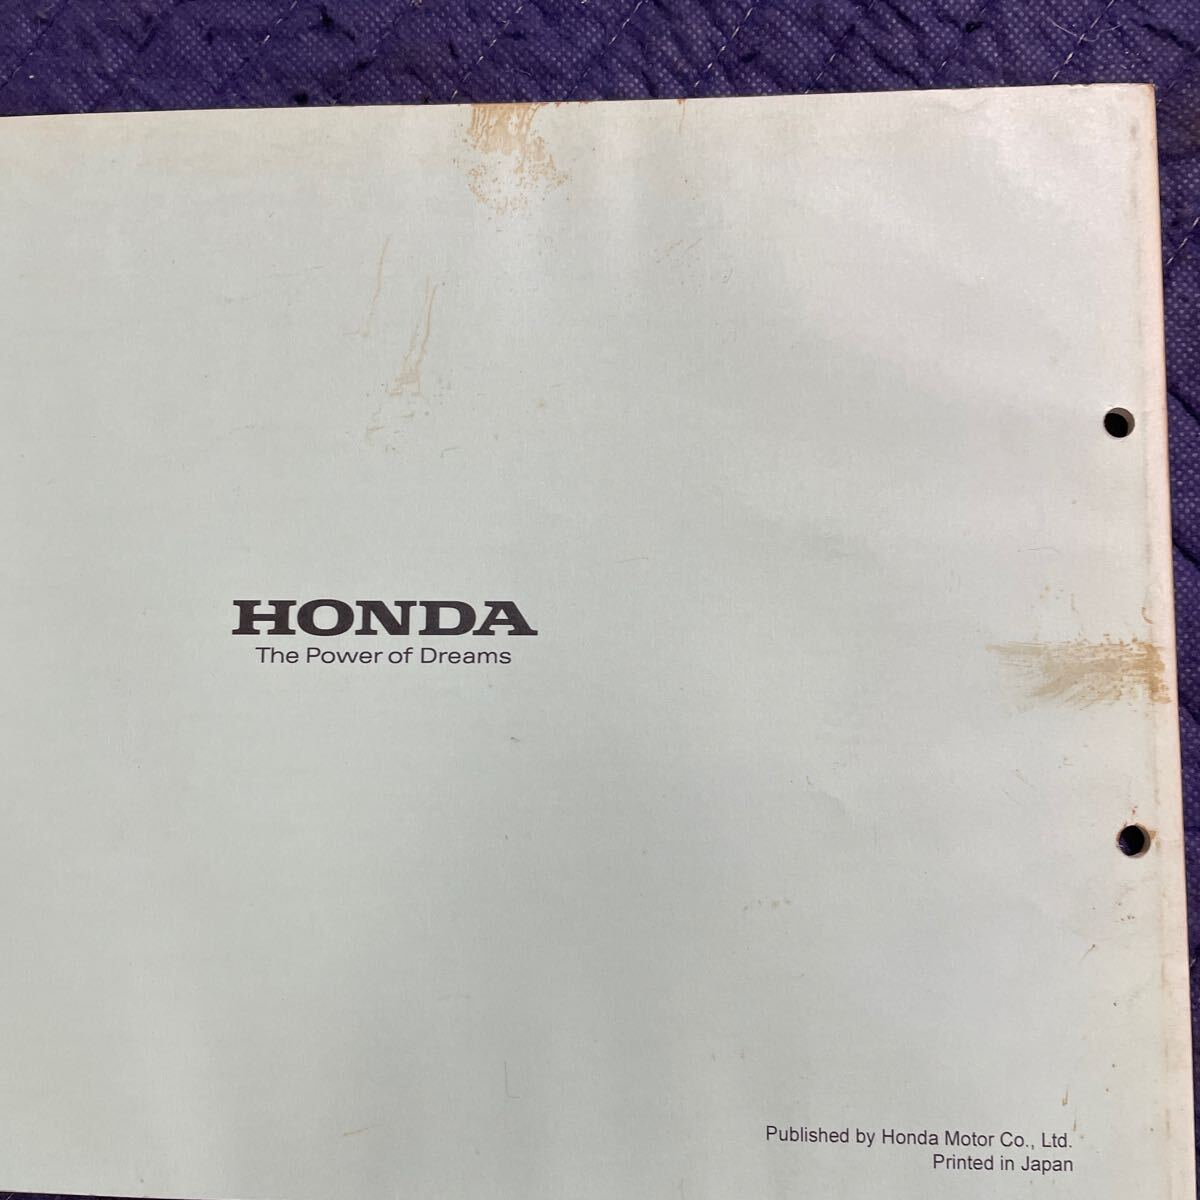 HONDA
The Power of Dreams
Published by Honda Motor Co., Ltd.
Printed in Japan